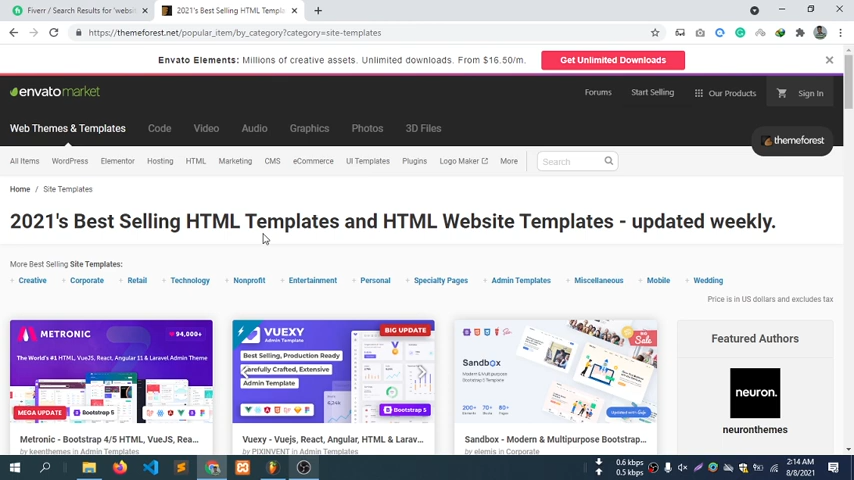 Fiverr / Search Results for 'websi
2021's Best Selling HTML Templa
https://themeforest.net/popular_item/by_category?category=site-templates
Envato Elements: Millions of creative assets. Unlimited downloads. From $16.50/m.
Get Unlimited Downloads
envatomarket
Forums
Start Selling
Our Products
Sign In
Web Themes & Templates
Code
Video
Audio
Graphics
Photos
3D Files
themeforest
All Items
WordPress
Elementor
Hosting
HTML
Marketing
CMS
eCommerce
UI Templates
Plugins
Logo Maker
More
Search
Home / Site Templates
2021's Best Selling HTML Templates and HTML Website Templates - updated weekly.
More Best Selling Site Templates:
+ Creative
+ Corporate
+ Retail
+ Technology
+ Nonprofit
+ Entertainment
+ Personal
+ Specialty Pages
+ Admin Templates
+ Miscellaneous
+ Mobile
+ Wedding
Price is in US dollars and excludes tax
METRONIC
94,000+
The World's #1 HTML, VueJS, React, Angular 11 & Laravel Admin Theme
MEGA UPDATE
Bootstrap 5
VUEXY
Admin Template
BIG UPDATE
Best Selling, Production Ready
Carefully Crafted, Extensive
Admin Template
Bootstrap 5
Sandbox
Modern & Multipurpose
Bootstrap 5 Template
Sale
Featured Authors
neuron.
neuronthemes
Metronic - Bootstrap 4/5 HTML, VueJS, Rea...
by keenthemes in Admin Templates
Vuexy - Vuejs, React, Angular, HTML & Larav...
by PIXINVENT in Admin Templates
Sandbox - Modern & Multipurpose Bootstrap...
by elemis in Corporate
0.6 kbps
0.5 kbps
2:14 AM
8/8/2021